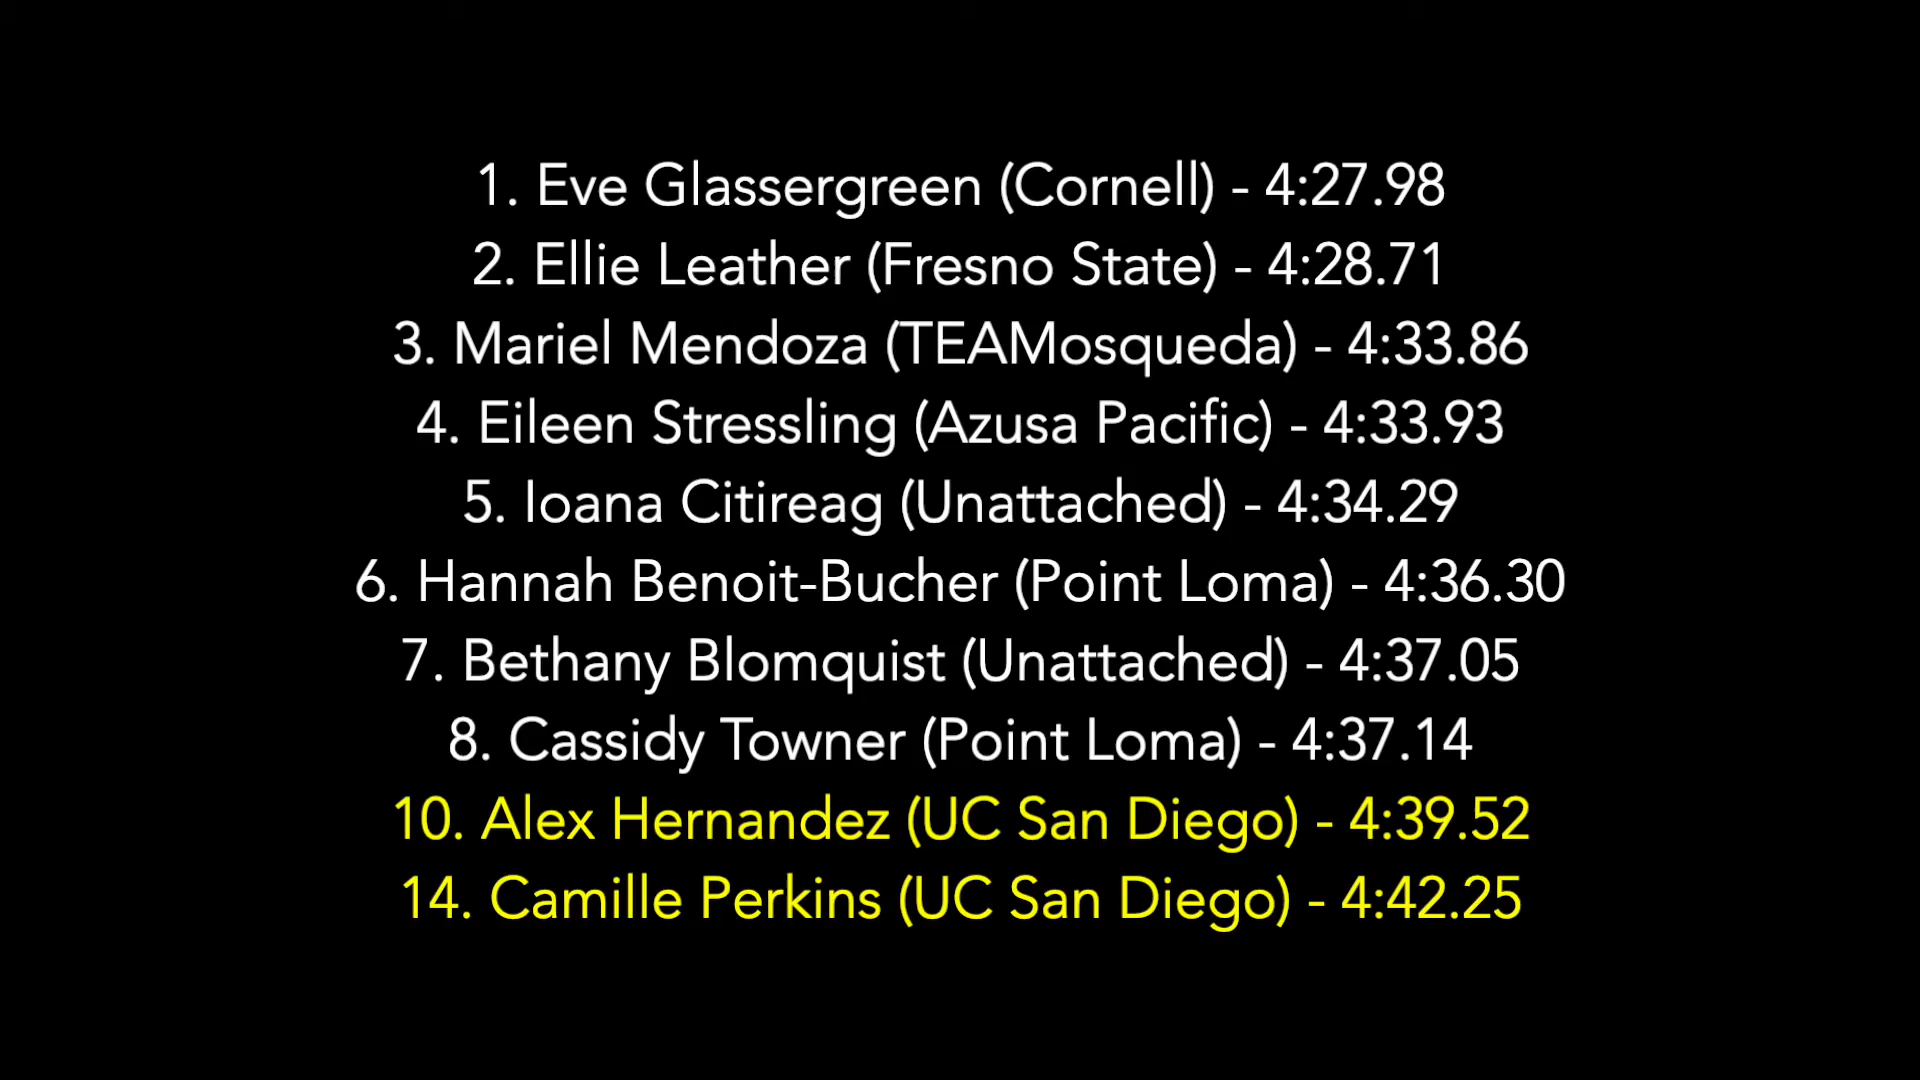 1. Eve Glassergreen (Cornell) - 4:27.98
2. Ellie Leather (Fresno State) - 4:28.71
3. Mariel Mendoza (TEAMosqueda) - 4:33.86
4. Eileen Stressling (Azusa Pacific) - 4:33.93
5. Ioana Citireag (Unattached) - 4:34.29
6. Hannah Benoit-Bucher (Point Loma) - 4:36.30
7. Bethany Blomquist (Unattached) - 4:37.05
8. Cassidy Towner (Point Loma) - 4:37.14
10. Alex Hernandez (UC San Diego) - 4:39.52
14. Camille Perkins (UC San Diego) - 4:42.25